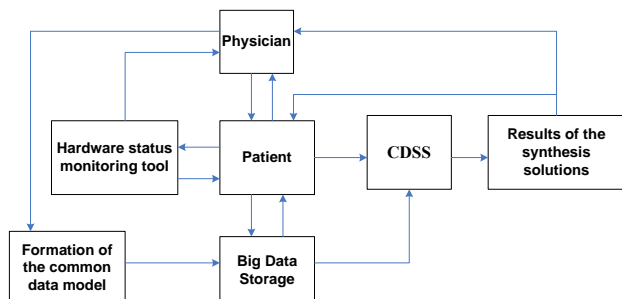 Physician
Hardware status
monitoring tool
Patient
CDSS
Results of the
synthesis
solutions
Formation of
the common
data model
Big Data
Storage